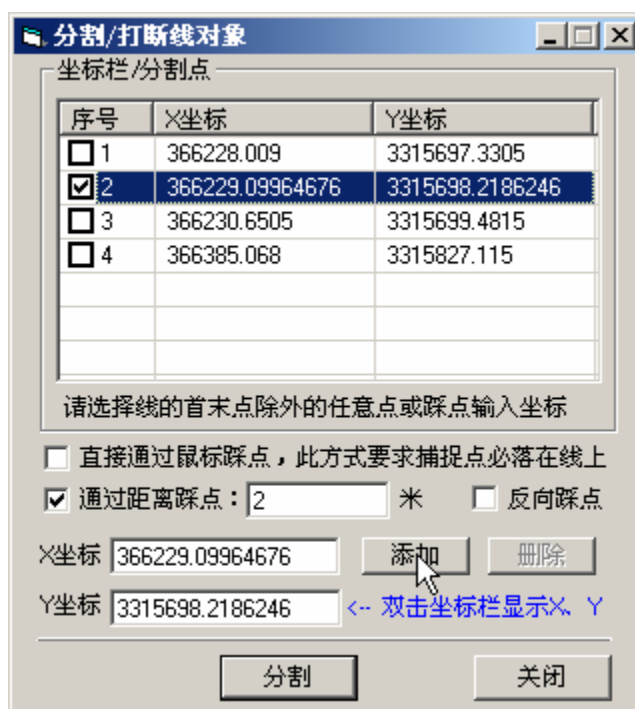 分割/打断线对象
坐标栏/分割点
序号 X坐标 Y坐标
1 366228.009 3315697.3305
2 366229.09964676 3315698.2186246
3 366230.6505 3315699.4815
4 366385.068 3315827.115
请选择线的首末点除外的任意点或踩点输入坐标
直接通过鼠标踩点，此方式要求捕捉点必落在线上
通过距离踩点：2 米 反向踩点
X坐标 366229.09964676 添加 删除
Y坐标 3315698.2186246 <-- 双击坐标栏显示X、Y
分割 关闭